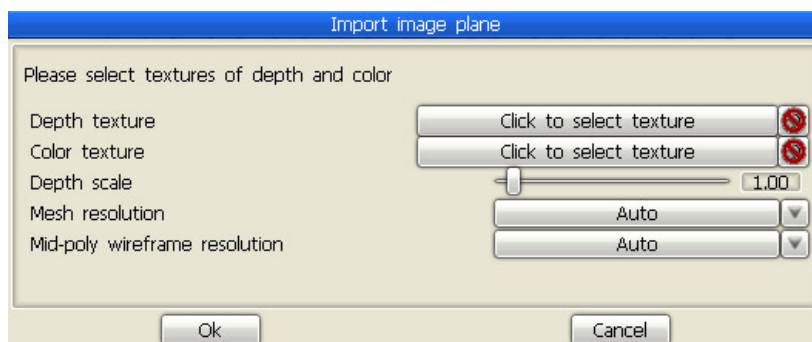 Import image plane
Please select textures of depth and color
Depth texture Click to select texture
Color texture Click to select texture
Depth scale 1.00
Mesh resolution Auto
Mid-poly wireframe resolution Auto
Ok Cancel